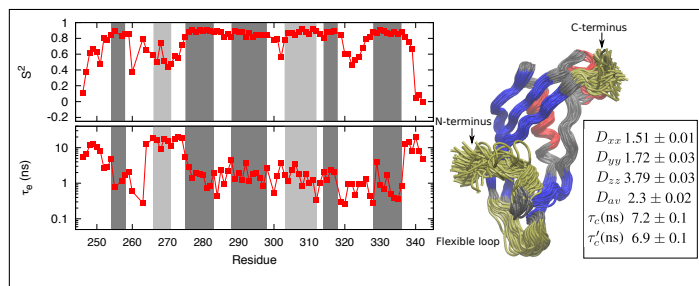 S²
1
0.8
0.6
0.4
0.2
0
-0.2
τe (ns)
10
1
0.1
250 260 270 280 290 300 310 320 330 340
Residue
C-terminus
N-terminus
Flexible loop
Dxx 1.51 ± 0.01
Dyy 1.72 ± 0.03
Dzz 3.79 ± 0.03
Dav 2.3 ± 0.02
τc(ns) 7.2 ± 0.1
τ′c(ns) 6.9 ± 0.1